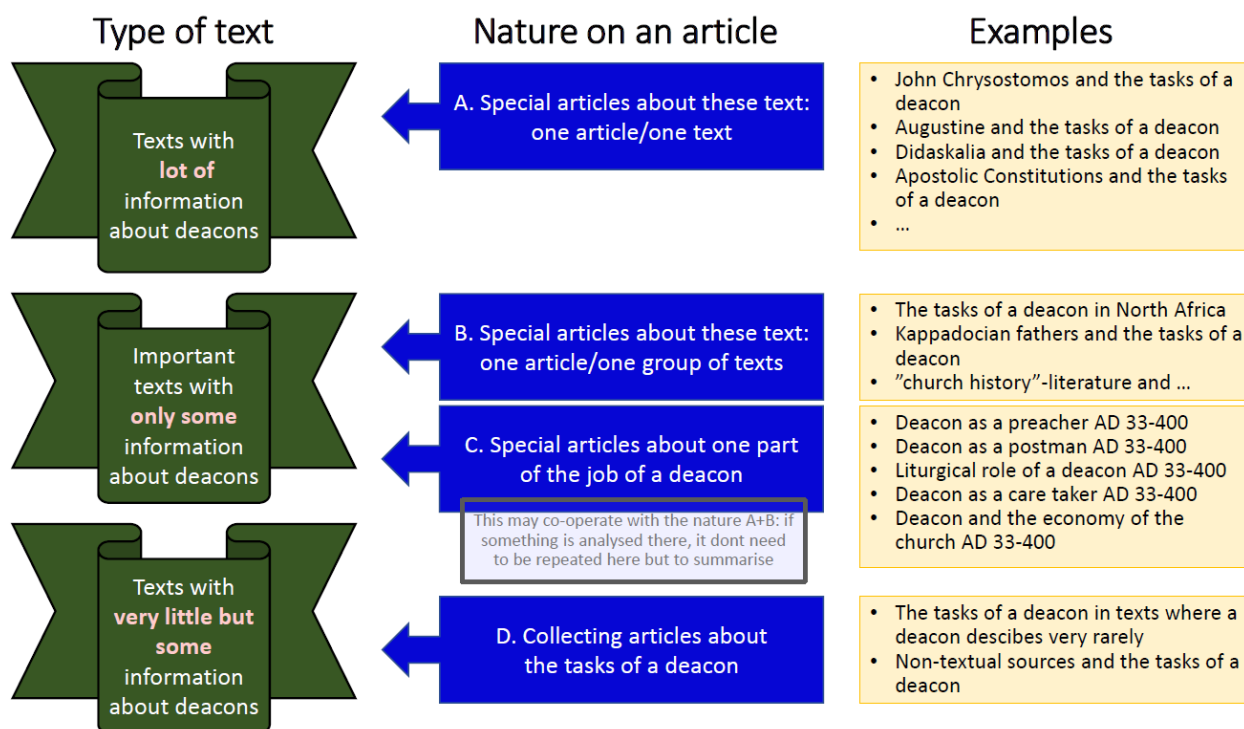 Type of text
Nature on an article
Examples
Texts with
lot of
information
about deacons
A. Special articles about these text:
one article/one text
• John Chrysostomos and the tasks of a
deacon
• Augustine and the tasks of a deacon
• Didaskalia and the tasks of a deacon
• Apostolic Constitutions and the tasks
of a deacon
• ...
Important
texts with
only some
information
about deacons
B. Special articles about these text:
one article/one group of texts
• The tasks of a deacon in North Africa
• Kappadocian fathers and the tasks of a
deacon
• ”church history”-literature and ...
C. Special articles about one part
of the job of a deacon
This may co-operate with the nature A+B: if
something is analysed there, it dont need
to be repeated here but to summarise
• Deacon as a preacher AD 33-400
• Deacon as a postman AD 33-400
• Liturgical role of a deacon AD 33-400
• Deacon as a care taker AD 33-400
• Deacon and the economy of the
church AD 33-400
Texts with
very little but
some
information
about deacons
D. Collecting articles about
the tasks of a deacon
• The tasks of a deacon in texts where a
deacon descibes very rarely
• Non-textual sources and the tasks of a
deacon